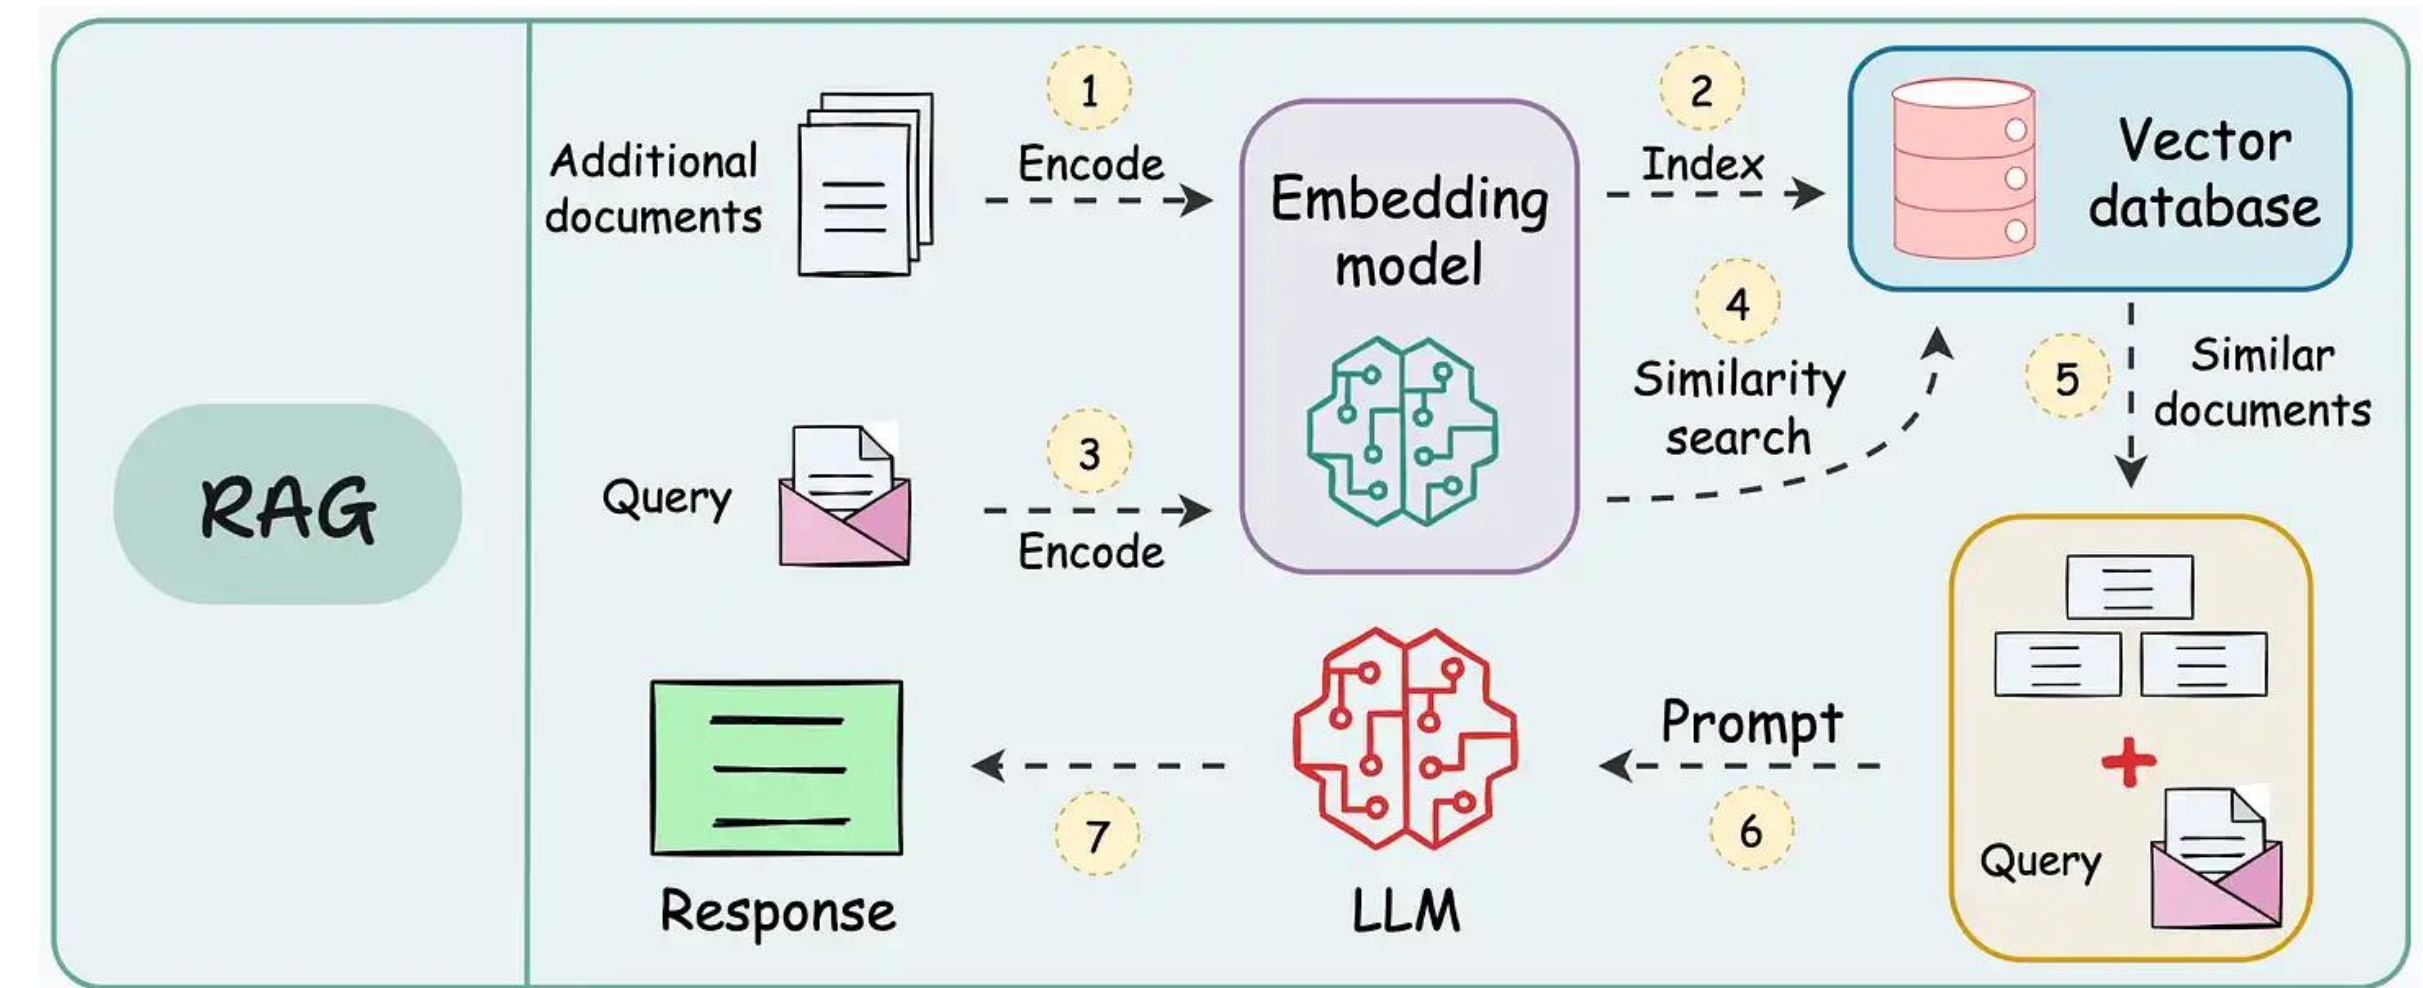 RAG
Additional
documents
1
Encode
Embedding
model
2
Index
Vector
database
Query
3
Encode
4
Similarity
search
5
Similar
documents
Query
Prompt
6
LLM
7
Response